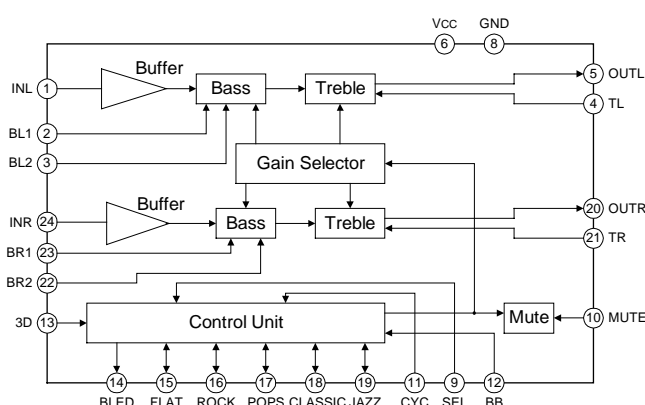 VCC GND
6 8
Buffer
INL 1 Bass Treble 5 OUTL
4 TL
BL1 2
BL2 3 Gain Selector
Buffer
INR 24 Bass Treble 20 OUTR
BR1 23 21 TR
BR2 22
3D 13 Control Unit Mute 10 MUTE
14 15 16 17 18 19 11 9 12
BLED FLAT ROCK POPS CLASSIC JAZZ CYC SEL BB